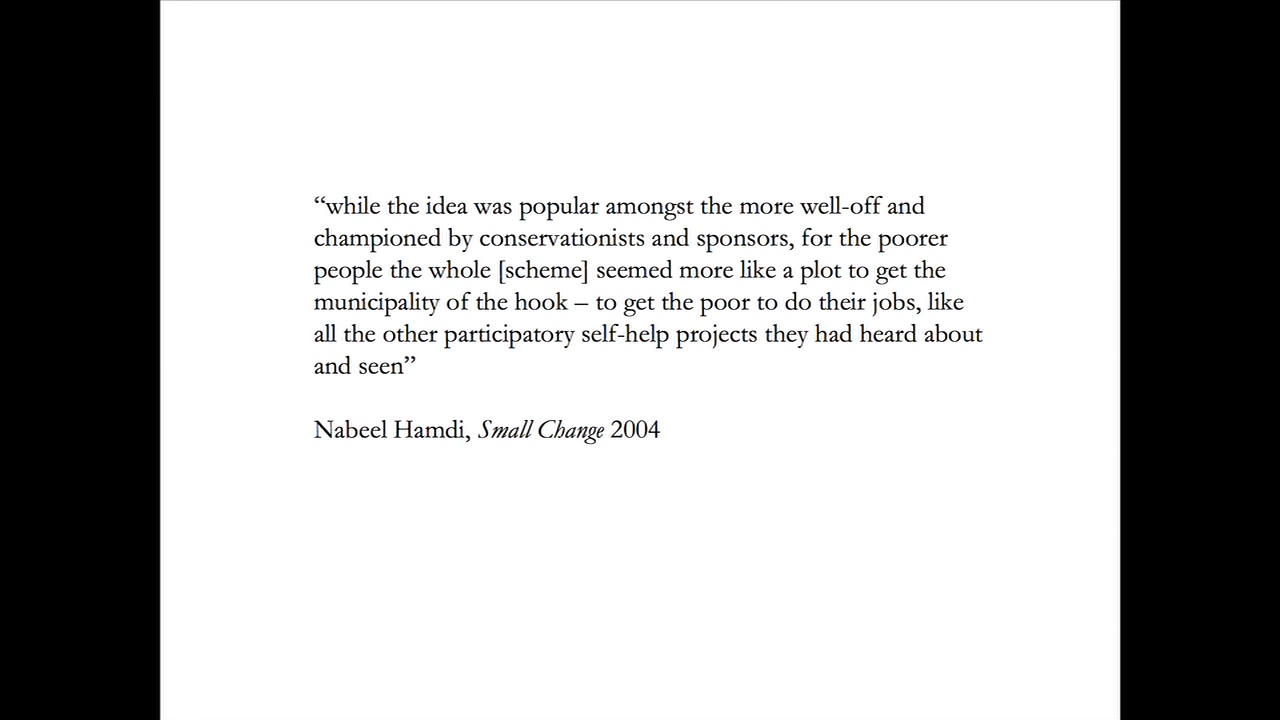 “while the idea was popular amongst the more well-off and
championed by conservationists and sponsors, for the poorer
people the whole [scheme] seemed more like a plot to get the
municipality of the hook – to get the poor to do their jobs, like
all the other participatory self-help projects they had heard about
and seen”
Nabeel Hamdi, Small Change 2004